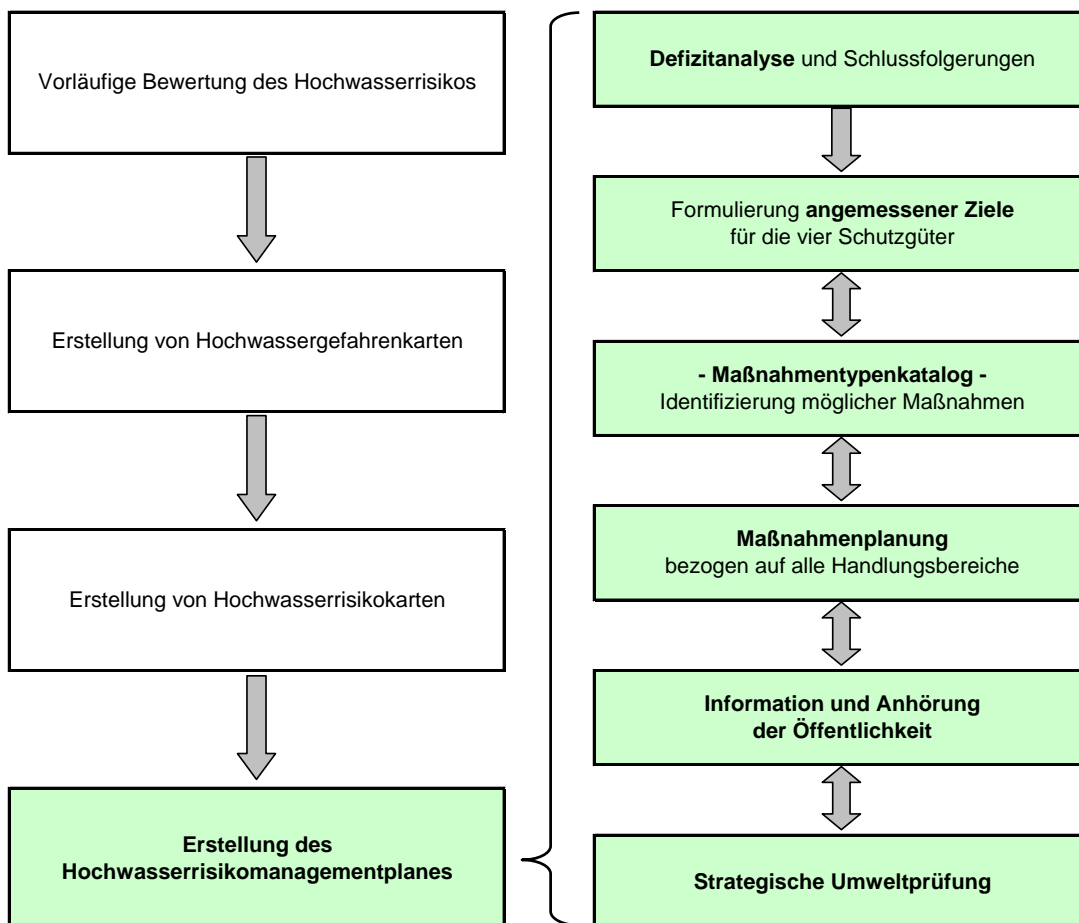 Vorläufige Bewertung des Hochwasserrisikos
Erstellung von Hochwassergefahrenkarten
Erstellung von Hochwasserrisikokarten
Erstellung des
Hochwasserrisikomanagementplanes
Defizitanalyse und Schlussfolgerungen
Formulierung angemessener Ziele
für die vier Schutzgüter
- Maßnahmentypenkatalog -
Identifizierung möglicher Maßnahmen
Maßnahmenplanung
bezogen auf alle Handlungsbereiche
Information und Anhörung
der Öffentlichkeit
Strategische Umweltprüfung